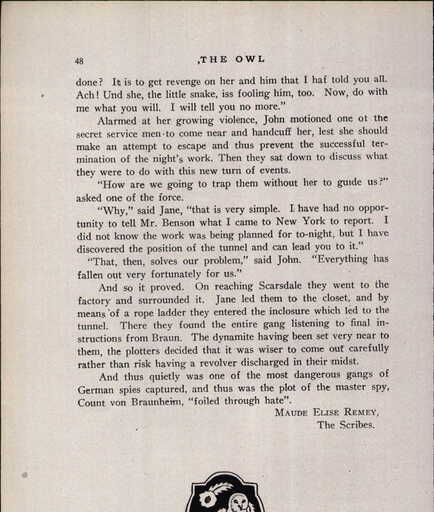 48 ,THE OWL
done? It is to get revenge on her and him that I haf told you all.
Ach! Und she, the little snake, iss fooling him, too. Now, do with
me what you will. I will tell you no more."
Alarmed at her growing violence, John motioned one ot the
secret service men to come near and handcuff her, lest she should
make an attempt to escape and thus prevent the successful ter-
mination of the night's work. Then they sat down to discuss what
they were to do with this new turn of events.
"How are we going to trap them without her to guide us?"
asked one of the force.
"Why," said Jane, "that is very simple. I have had no oppor-
tunity to tell Mr. Benson what I came to New York to report. I
did not know the work was being planned for to-night, but I have
discovered the position of the tunnel and can lead you to it."
"That, then, solves our problem," said John. "Everything has
fallen out very fortunately for us."
And so it proved. On reaching Scarsdale they went to the
factory and surrounded it. Jane led them to the closet, and by
means of a rope ladder they entered the inclosure which led to the
tunnel. There they found the entire gang listening to final in-
structions from Braun. The dynamite having been set very near to
them, the plotters decided that it was wiser to come out carefully
rather than risk having a revolver discharged in their midst.
And thus quietly was one of the most dangerous gangs of
German spies captured, and thus was the plot of the master spy,
Count von Braunheim, "foiled through hate".
MAUDE ELISE REMEY,
The Scribes.